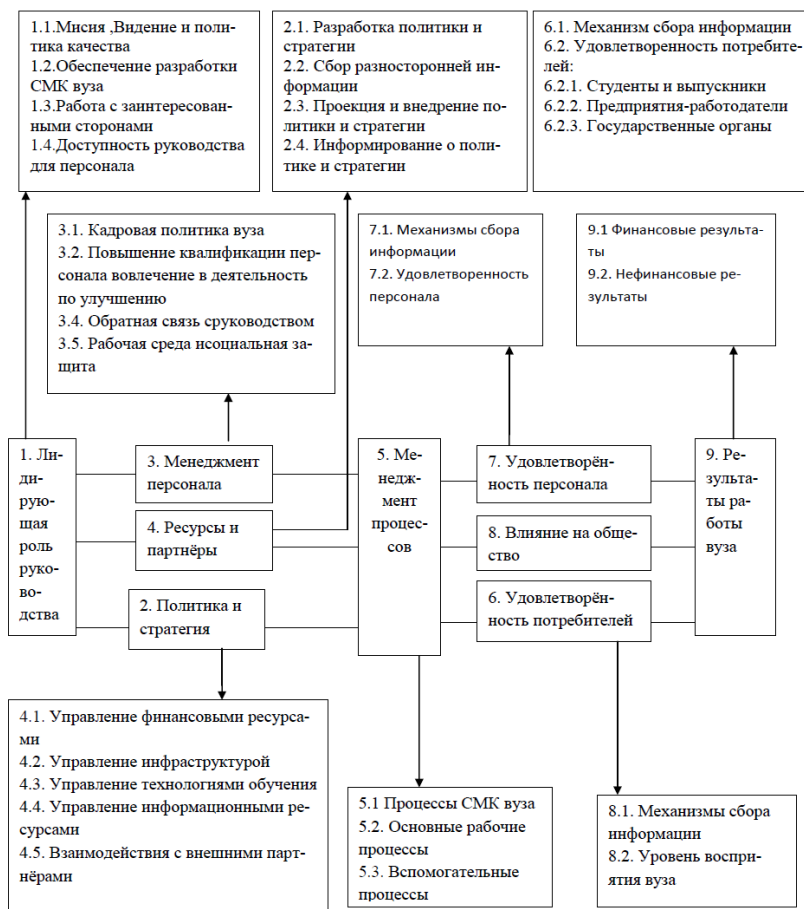 1.1.Мисия ,Видение и по-
литика качества
1.2.Обеспечение разработки
СМК вуза
1.3.Работа с заинтересован-
ными сторонами
1.4.Доступность руководства
для персонала
2.1. Разработка политики и
стратегии
2.2. Сбор разносторонней ин-
формации
2.3. Проекция и внедрение по-
литики и стратегии
2.4. Информирование о поли-
тике и стратегии
6.1. Механизм сбора информации
6.2. Удовлетворенность потребите-
лей:
6.2.1. Студенты и выпускники
6.2.2. Предприятия-работодатели
6.2.3. Государственные органы
3.1. Кадровая политика вуза
3.2. Повышение квалификации пер-
сонала вовлечение в деятельность
по улучшению
3.4. Обратная связь сруководством
3.5. Рабочая среда исоциальная за-
щита
7.1. Механизмы сбора
информации
7.2. Удовлетворенность
персонала
9.1 Финансовые результа-
ты
9.2. Нефинансовые ре-
зультаты
1. Ли-
дирую-
щая
роль
руко-
во-
дства
3. Менеджмент
персонала
4. Ресурсы и
партнёры
2. Политика и
стратегия
5. Ме-
недж-
мент
процес-
сов
7. Удовлетворён-
ность персонала
8. Влияние на обще-
ство
6. Удовлетворён-
ность потребителей
9. Ре-
зульта-
ты ра-
боты
вуза
4.1. Управление финансовыми ресурса-
ми
4.2. Управление инфраструктурой
4.3. Управление технологиями обучения
4.4. Управление информационными ре-
сурсами
4.5. Взаимодействия с внешними парт-
нёрами
5.1 Процессы СМК вуза
5.2. Основные рабочие
процессы
5.3. Вспомогательные
процессы
8.1. Механизмы сбора
информации
8.2. Уровень восприя-
тия вуза